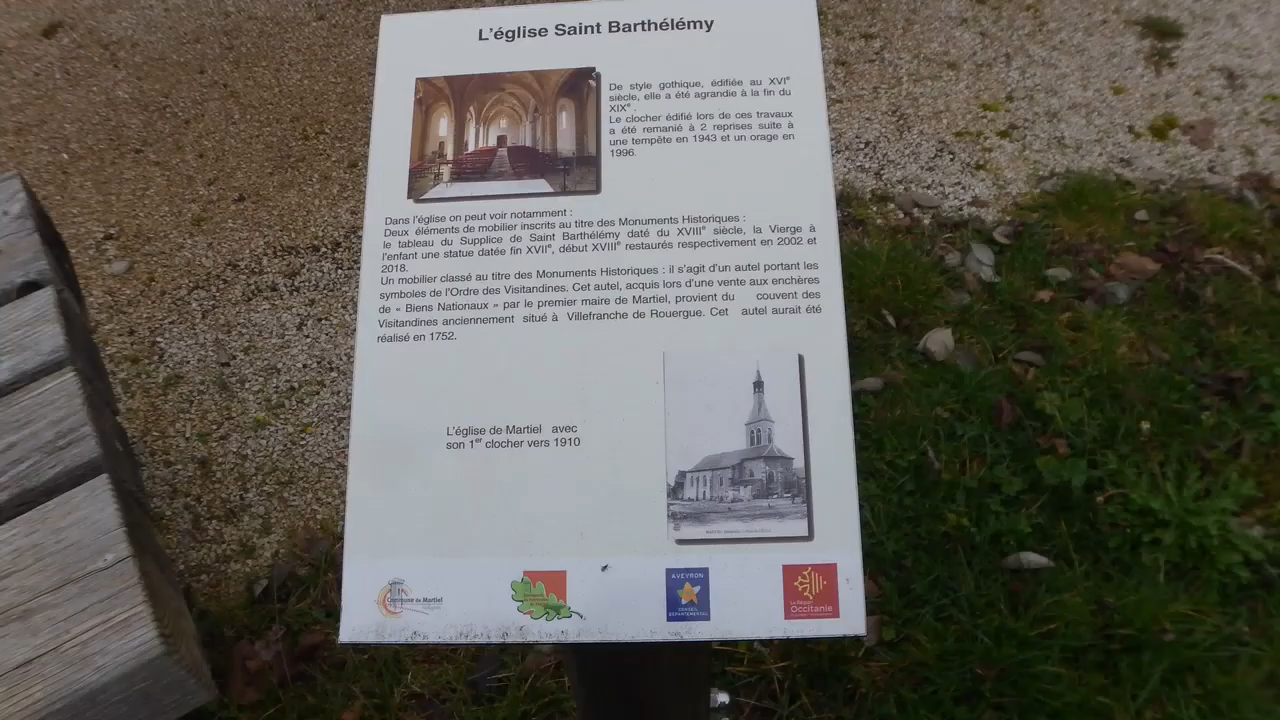 L'église Saint Barthélémy
De style gothique, édifiée au XVIe
siècle, elle a été agrandie à la fin du
XIXe.
Le clocher édifié lors de ces travaux
a été remanié à 2 reprises suite à
une tempête en 1943 et un orage en
1996.
Dans l'église on peut voir notamment :
Deux éléments de mobilier inscrits au titre des Monuments Historiques :
le tableau du Supplice de Saint Barthélémy daté du XVIIIe siècle, la Vierge à
l'enfant une statue datée fin XVIIe, début XVIIIe restaurés respectivement en 2002 et
2018.
Un mobilier classé au titre des Monuments Historiques : il s'agit d'un autel portant les
symboles de l'Ordre des Visitandines. Cet autel, acquis lors d'une vente aux enchères
de « Biens Nationaux » par le premier maire de Martiel, provient du couvent des
Visitandines anciennement situé à Villefranche de Rouergue. Cet autel aurait été
réalisé en 1752.
L'église de Martiel avec
son 1er clocher vers 1910
Commune de Martiel
AVEYRON
CONSEIL
DÉPARTEMENTAL
La Région
Occitanie